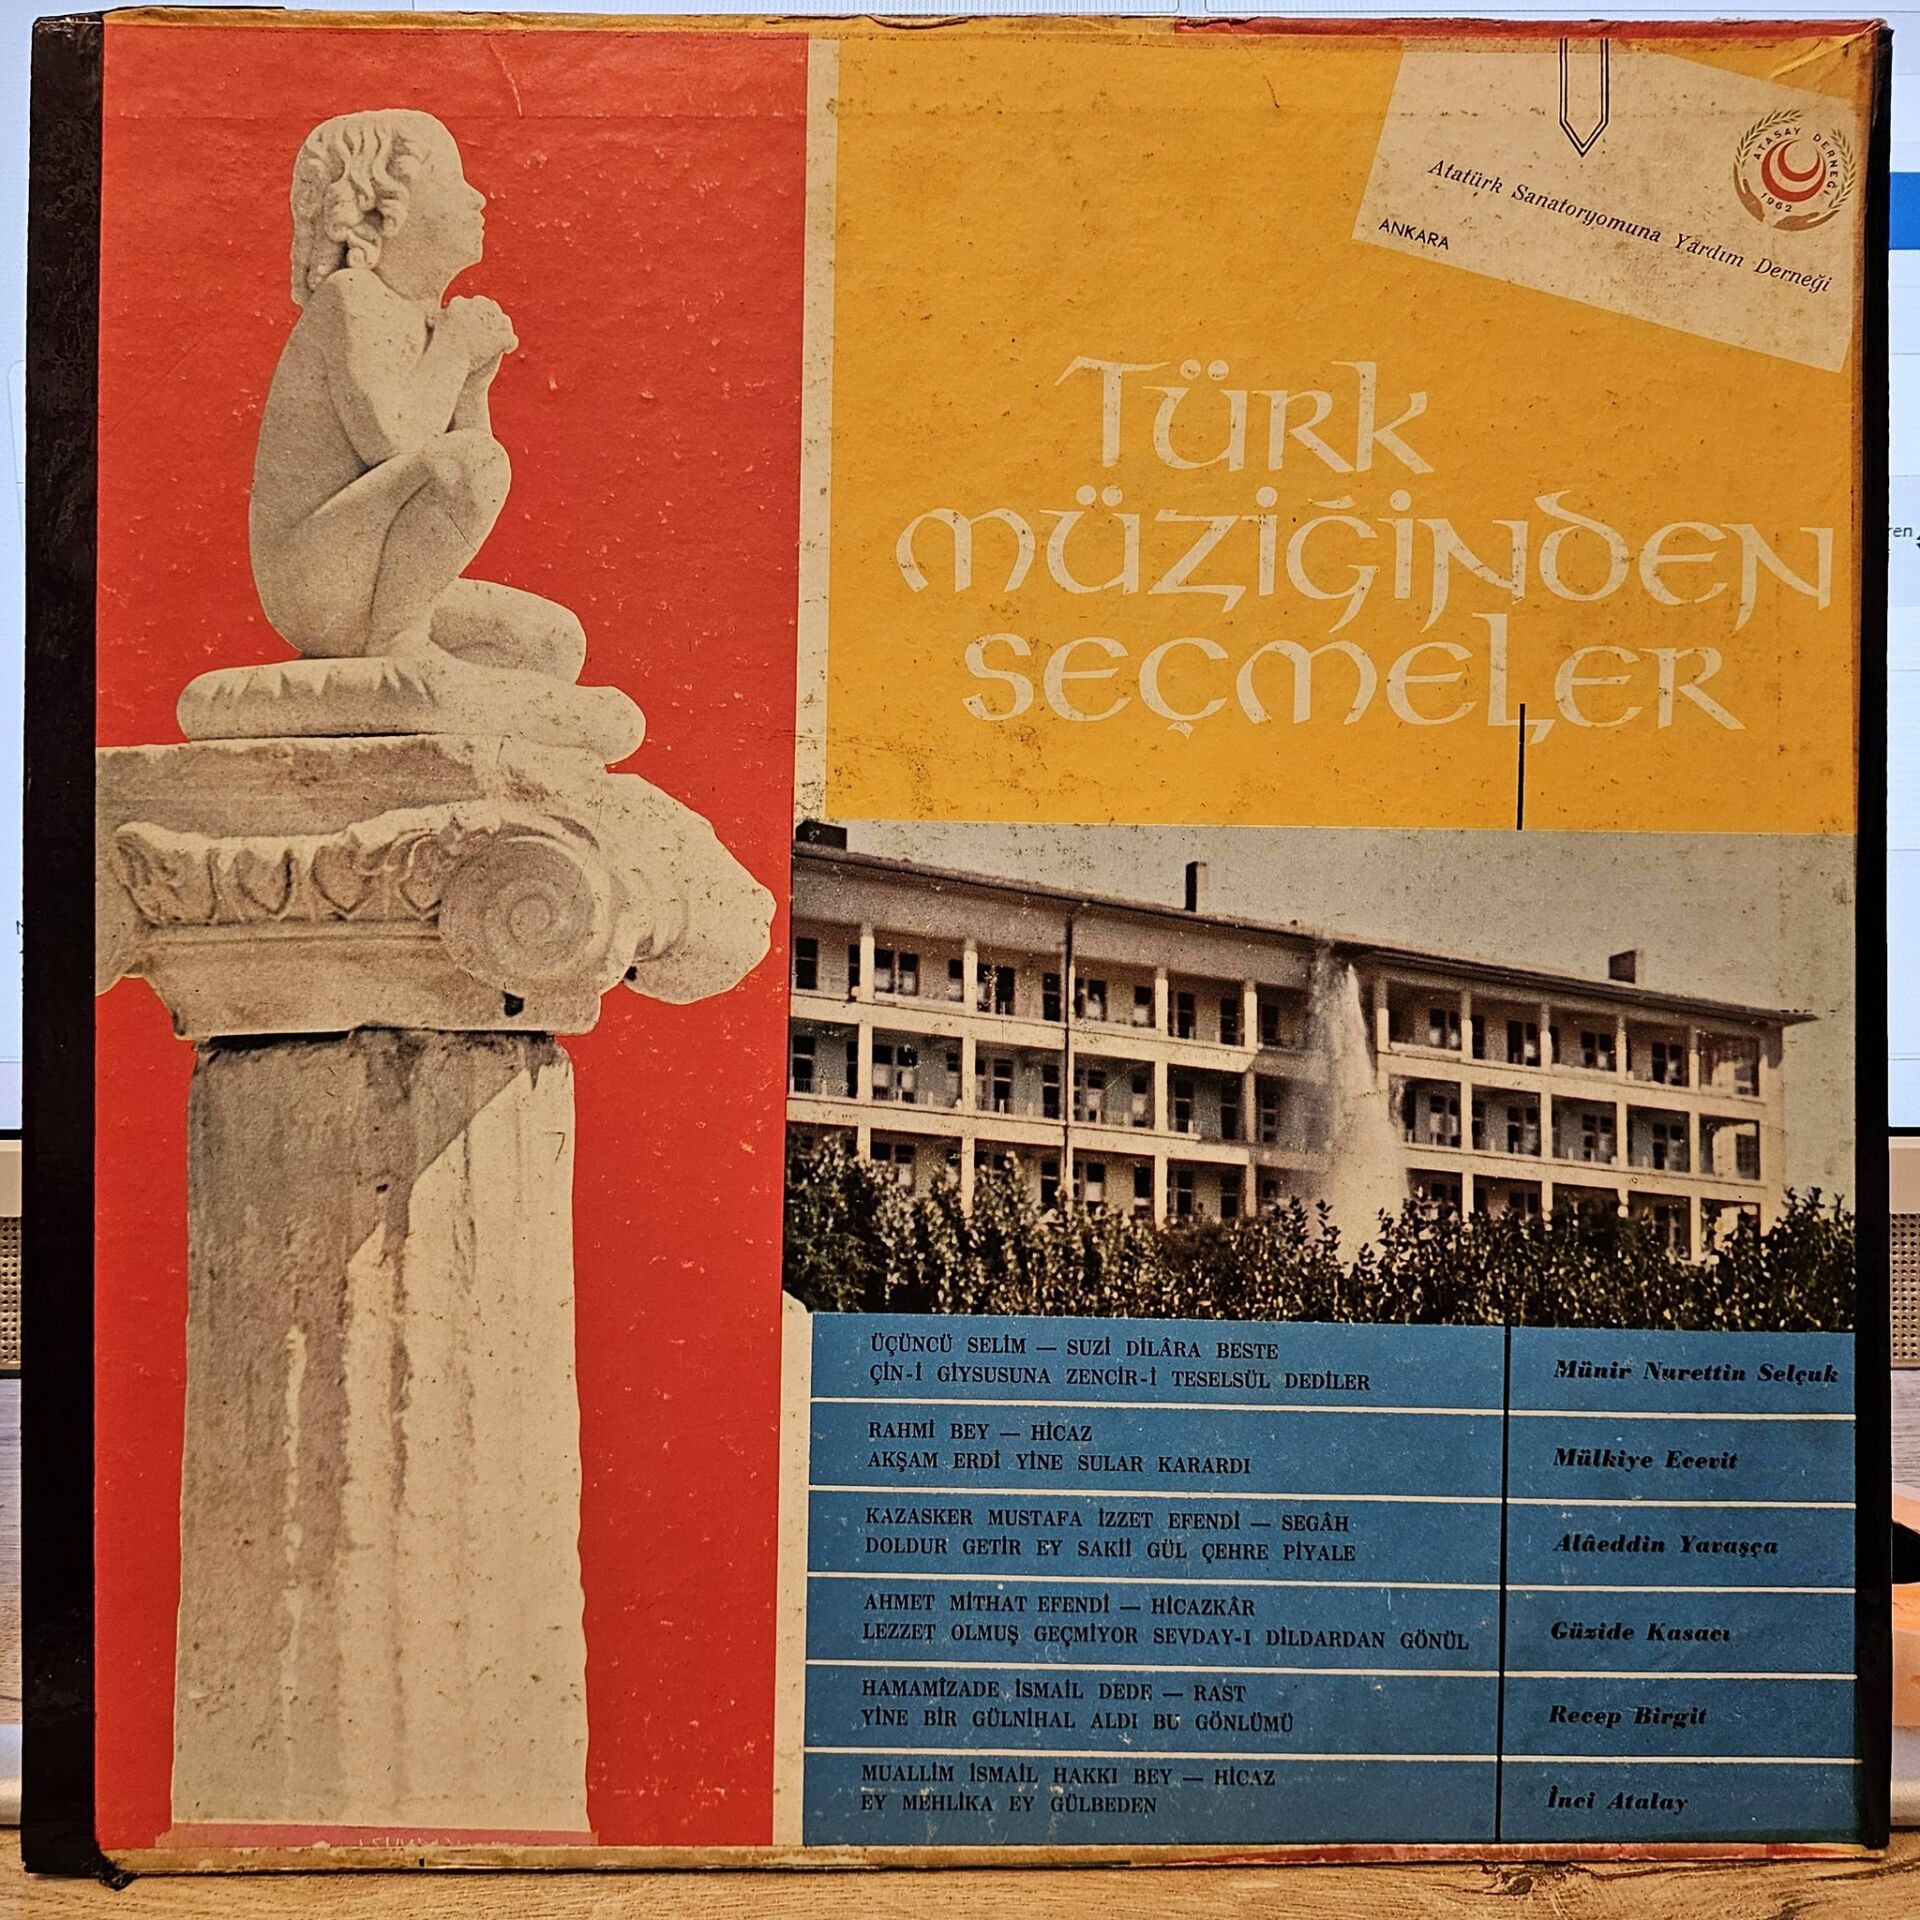 ATASAY DERNEĞİ
1962
Atatürk Sanatoryomuna Yardım Derneği
ANKARA
TÜRK
MÜZİĞİNDEN
SEÇMELER
ÜÇÜNCÜ SELİM — SUZİ DİLÂRA BESTE
ÇİN-İ GİYSUSUNA ZENCİR-İ TESELSÜL DEDİLER
Münir Nurettin Selçuk
RAHMİ BEY — HİCAZ
AKŞAM ERDİ YİNE SULAR KARARDI
Mülkiye Ecevit
KAZASKER MUSTAFA İZZET EFENDİ — SEGÂH
DOLDUR GETİR EY SAKİİ GÜL ÇEHRE PİYALE
Alâeddin Yavaşça
AHMET MİTHAT EFENDİ — HİCAZKÂR
LEZZET OLMUŞ GEÇMİYOR SEVDAY-I DİLDARDAN GÖNÜL
Güzide Kasacı
HAMAMİZADE İSMAİL DEDE — RAST
YİNE BİR GÜLNİHAL ALDI BU GÖNLÜMÜ
Recep Birgit
MUALLİM İSMAİL HAKKI BEY — HİCAZ
EY MEHLİKA EY GÜLBEDEN
İnci Atalay